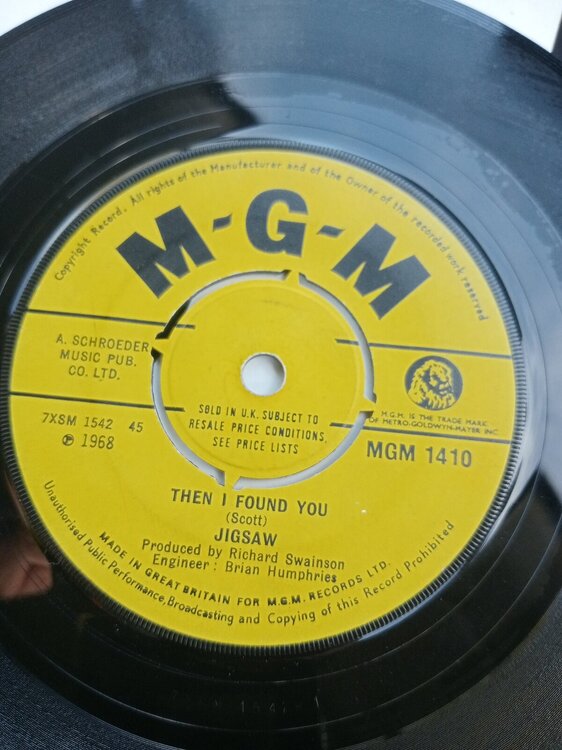 Copyright Record. All rights of the Manufacturer and of the Owner of the recorded work reserved
M-G-M
A. SCHROEDER
MUSIC PUB.
CO. LTD.
7XSM 1542 45
℗ 1968
SOLD IN U.K. SUBJECT TO
RESALE PRICE CONDITIONS,
SEE PRICE LISTS
M.G.M. IS THE TRADE MARK
OF METRO-GOLDWYN-MAYER INC.
MGM 1410
THEN I FOUND YOU
(Scott)
JIGSAW
Produced by Richard Swainson
Engineer : Brian Humphries
MADE IN GREAT BRITAIN FOR M.G.M. RECORDS LTD.
Unauthorised Public Performance, Broadcasting and Copying of this Record Prohibited